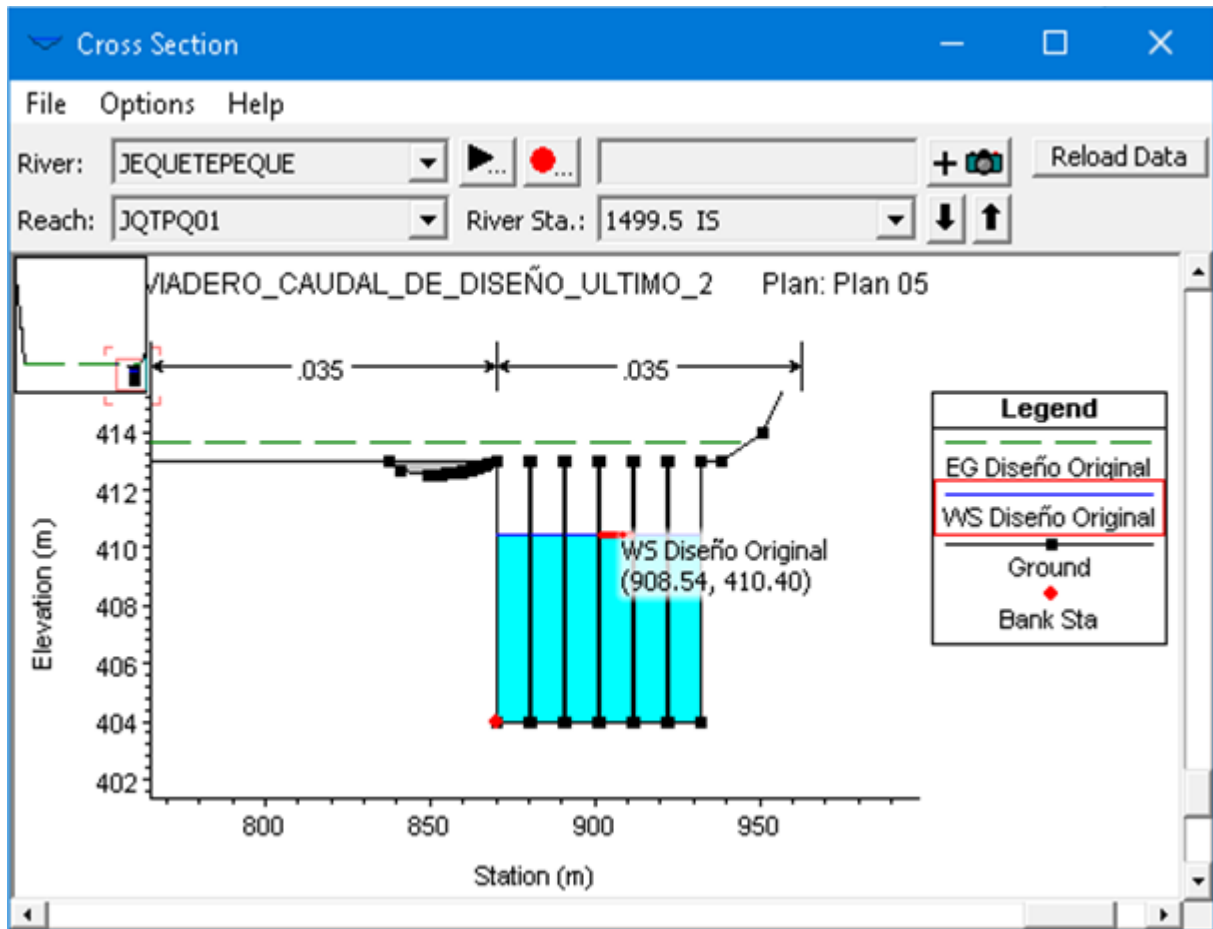 Cross Section
File Options Help
River: JEQUETEPEQUE ... ... Reload Data
Reach: JQTPQ01 River Sta.: 1499.5 IS
VIADERO_CAUDAL_DE_DISEÑO_ULTIMO_2 Plan: Plan 05
.035 .035
Legend
EG Diseño Original
WS Diseño Original
Ground
Bank Sta
414
412
410
408
406
404
402
Elevation (m)
WS Diseño Original
(908.54, 410.40)
800 850 900 950
Station (m)